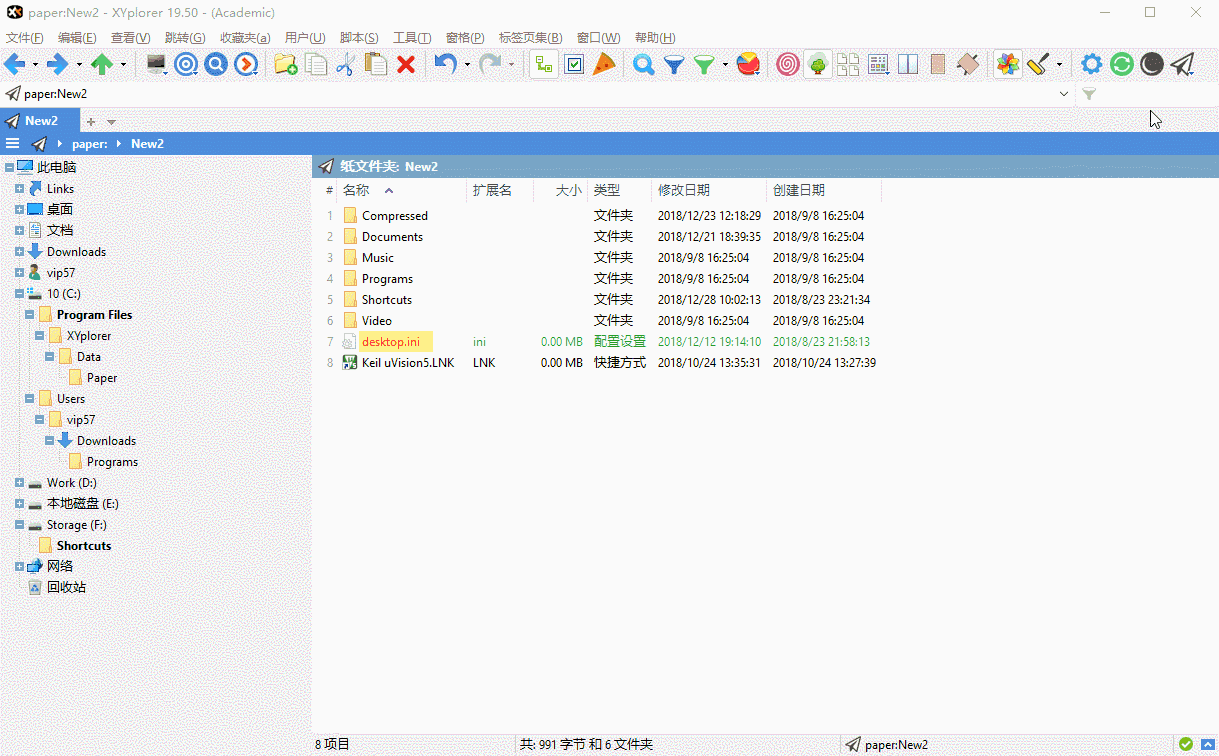 paper:New2 - XYplorer 19.50 - (Academic)
文件(F) 编辑(E) 查看(V) 跳转(G) 收藏夹(a) 用户(U) 脚本(S) 工具(T) 窗格(P) 标签页集(B) 窗口(W) 帮助(H)
paper:New2
New2
paper: New2
此电脑
Links
桌面
文档
Downloads
vip57
10 (C:)
Program Files
XYplorer
Data
Paper
Users
vip57
Downloads
Programs
Work (D:)
本地磁盘 (E:)
Storage (F:)
Shortcuts
网络
回收站
纸文件夹: New2
# 名称 扩展名 大小 类型 修改日期 创建日期
1 Compressed 文件夹 2018/12/23 12:18:29 2018/9/8 16:25:04
2 Documents 文件夹 2018/12/21 18:39:35 2018/9/8 16:25:04
3 Music 文件夹 2018/9/8 16:25:04 2018/9/8 16:25:04
4 Programs 文件夹 2018/9/8 16:25:04 2018/9/8 16:25:04
5 Shortcuts 文件夹 2018/12/28 10:02:13 2018/8/23 23:21:34
6 Video 文件夹 2018/9/8 16:25:04 2018/9/8 16:25:04
7 desktop.ini ini 0.00 MB 配置设置 2018/12/12 19:14:10 2018/8/23 21:58:13
8 Keil uVision5.LNK LNK 0.00 MB 快捷方式 2018/10/24 13:35:31 2018/10/24 13:27:39
8 项目 共: 991 字节 和 6 文件夹 paper:New2